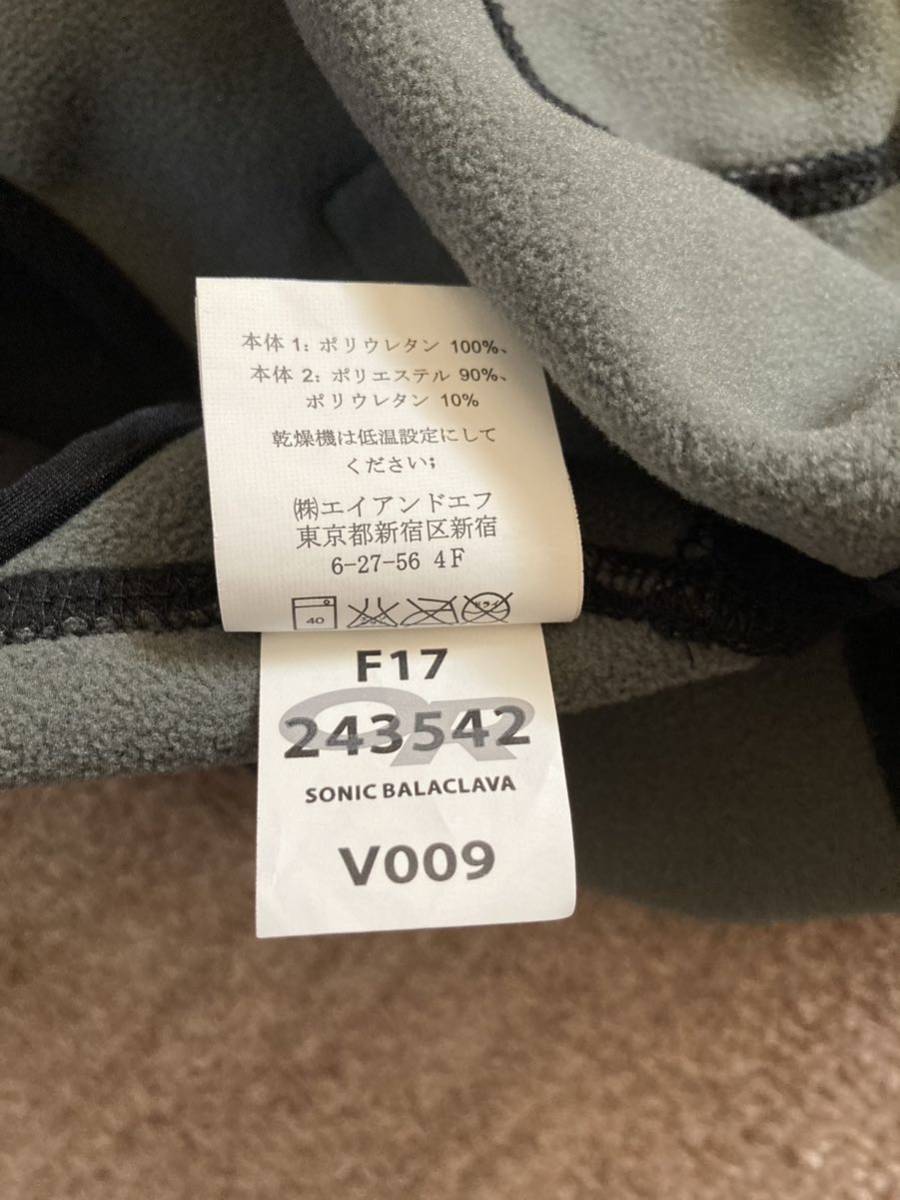 本体 1: ポリウレタン 100%、
本体 2: ポリエステル 90%、
ポリウレタン 10%
乾燥機は低温設定にして
ください;
㈱エイアンドエフ
東京都新宿区新宿
6-27-56 4F
40
F17
OR
243542
SONIC BALACLAVA
V009